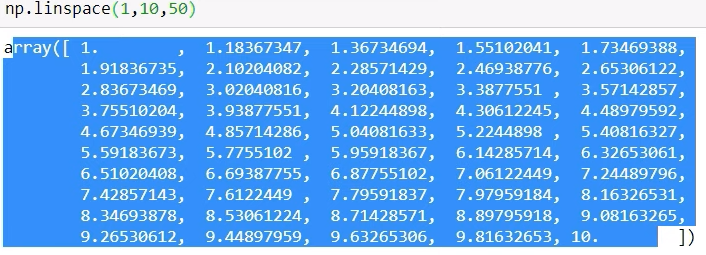 np.linspace(1,10,50)
array([ 1.        ,  1.18367347,  1.36734694,  1.55102041,  1.73469388,
        1.91836735,  2.10204082,  2.28571429,  2.46938776,  2.65306122,
        2.83673469,  3.02040816,  3.20408163,  3.3877551 ,  3.57142857,
        3.75510204,  3.93877551,  4.12244898,  4.30612245,  4.48979592,
        4.67346939,  4.85714286,  5.04081633,  5.2244898 ,  5.40816327,
        5.59183673,  5.7755102 ,  5.95918367,  6.14285714,  6.32653061,
        6.51020408,  6.69387755,  6.87755102,  7.06122449,  7.24489796,
        7.42857143,  7.6122449 ,  7.79591837,  7.97959184,  8.16326531,
        8.34693878,  8.53061224,  8.71428571,  8.89795918,  9.08163265,
        9.26530612,  9.44897959,  9.63265306,  9.81632653, 10.        ])